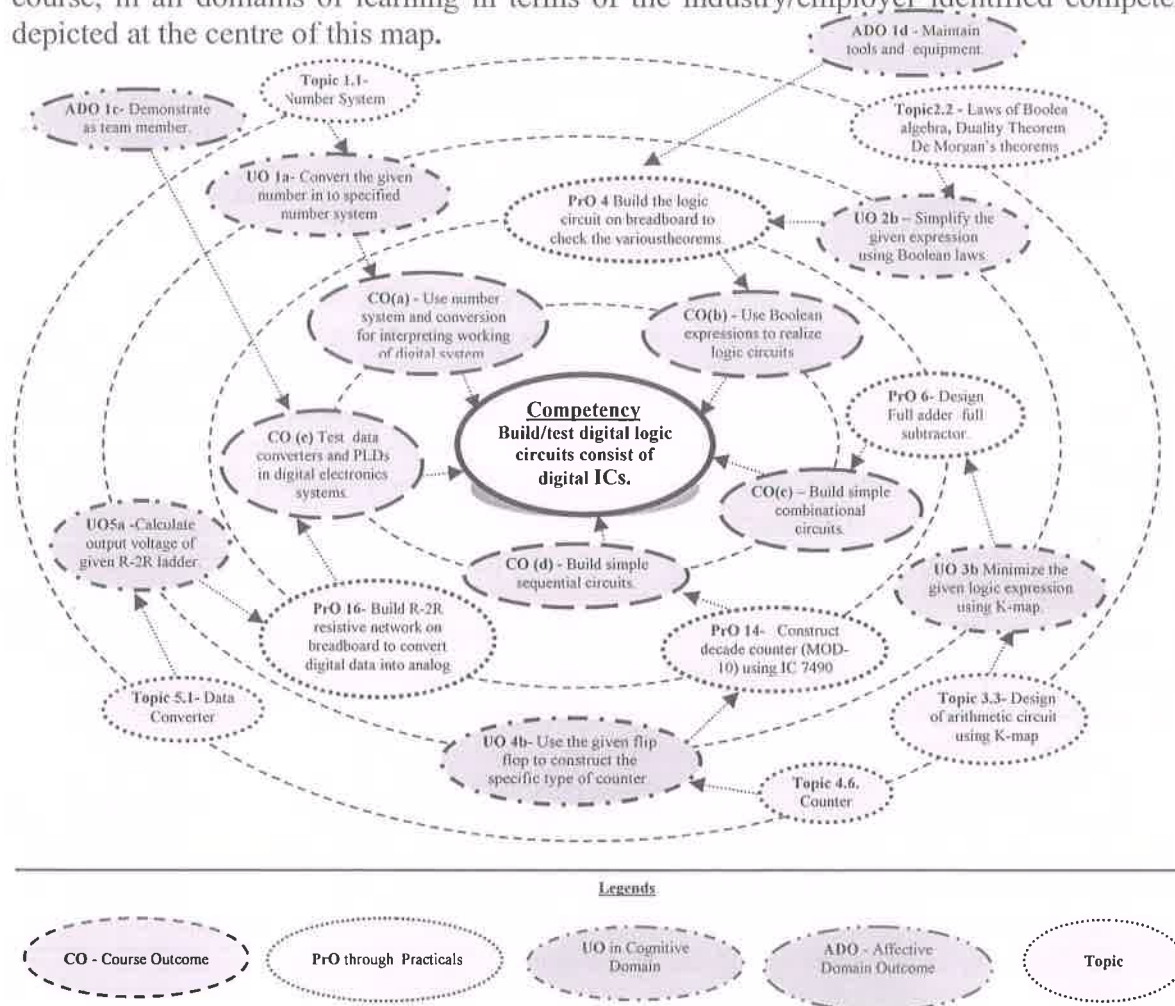 course, in all domains of learning in terms of the industry/employer identified compete
depicted at the centre of this map.
ADO 1d - Maintain
tools and equipment.
Topic 1.1-
Number System
ADO 1c- Demonstrate
as team member.
Topic2.2 - Laws of Boolea
algebra, Duality Theorem
De Morgan's theorems
UO 1a- Convert the given
number in to specified
number system
PrO 4 Build the logic
circuit on breadboard to
check the varioustheorems.
UO 2b – Simplify the
given expression
using Boolean laws.
CO(a) - Use number
system and conversion
for interpreting working
of digital system
CO(b) - Use Boolean
expressions to realize
logic circuits
Competency
Build/test digital logic
circuits consist of
digital ICs.
PrO 6- Design
Full adder full
subtractor.
CO (e) Test data
converters and PLDs
in digital electronics
systems.
CO(c) – Build simple
combinational
circuits.
UO5a -Calculate
output voltage of
given R-2R ladder.
CO (d) - Build simple
sequential circuits.
UO 3b Minimize the
given logic expression
using K-map.
PrO 16- Build R-2R
resistive network on
breadboard to convert
digital data into analog
PrO 14- Construct
decade counter (MOD-
10) using IC 7490
Topic 5.1- Data
Converter
Topic 3.3- Design
of arithmetic circuit
using K-map
UO 4b- Use the given flip
flop to construct the
specific type of counter
Topic 4.6.
Counter
Legends
CO - Course Outcome
PrO through Practicals
UO in Cognitive
Domain
ADO - Affective
Domain Outcome
Topic